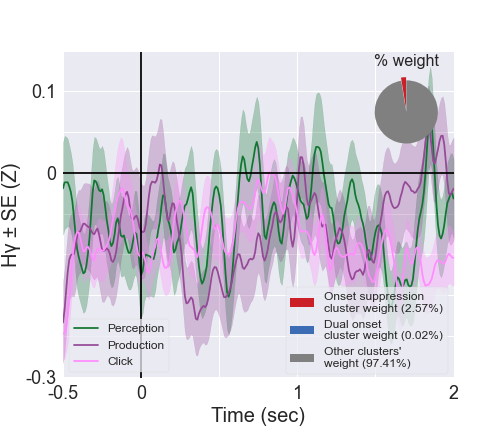 % weight
0.1
0
-0.3
Hγ ± SE (Z)
Perception
Production
Click
Onset suppression
cluster weight (2.57%)
Dual onset
cluster weight (0.02%)
Other clusters'
weight (97.41%)
-0.5 0 1 2
Time (sec)